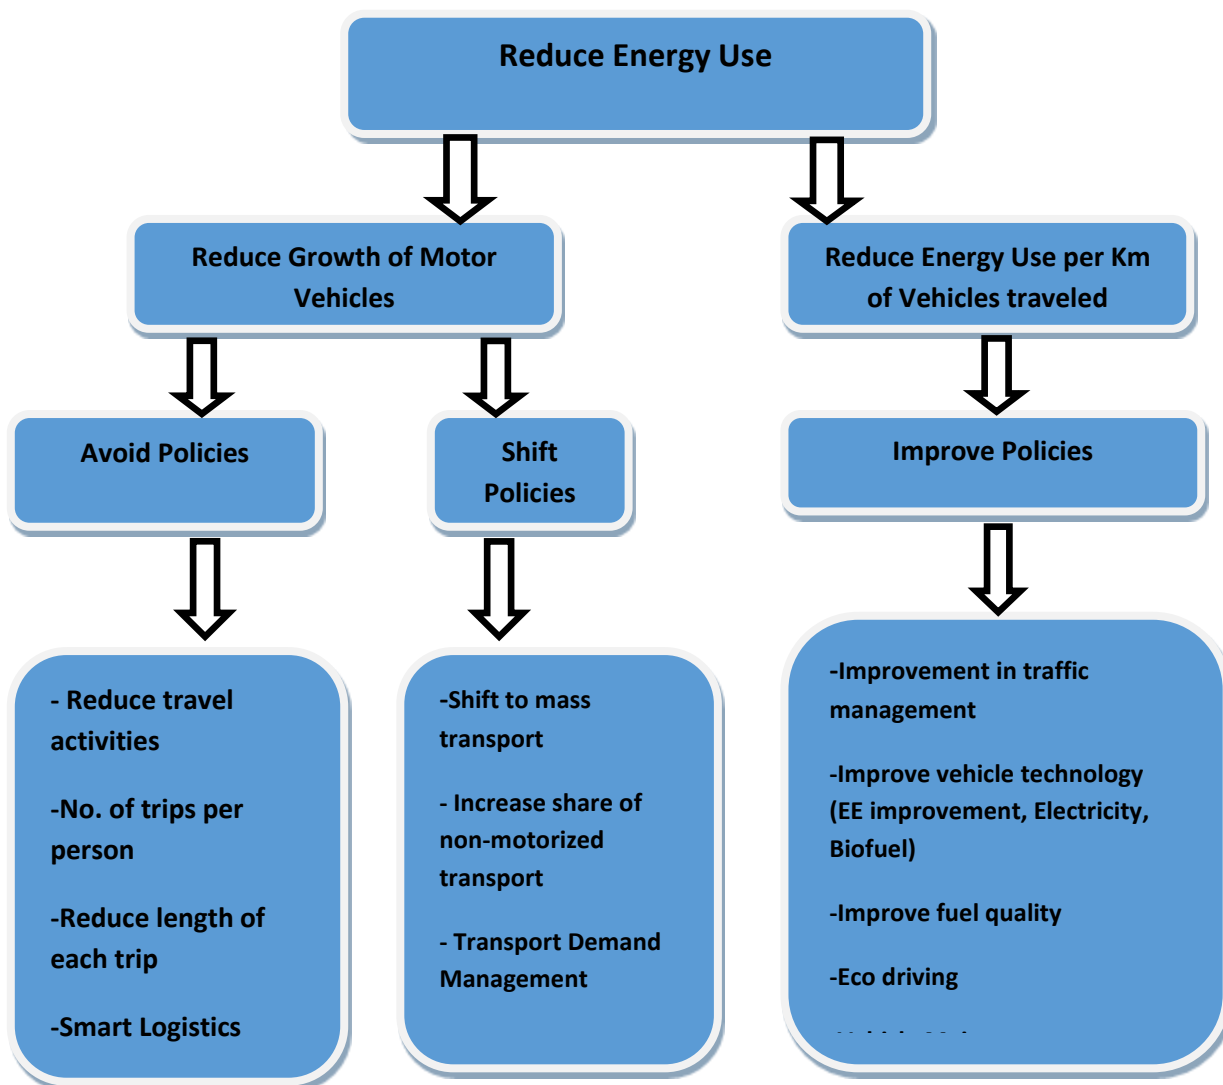 Reduce Energy Use
Reduce Growth of Motor
Vehicles
Reduce Energy Use per Km
of Vehicles traveled
Avoid Policies
Shift
Policies
Improve Policies
- Reduce travel
activities
-No. of trips per
person
-Reduce length of
each trip
-Smart Logistics
-Shift to mass
transport
- Increase share of
non-motorized
transport
- Transport Demand
Management
-Improvement in traffic
management
-Improve vehicle technology
(EE improvement, Electricity,
Biofuel)
-Improve fuel quality
-Eco driving